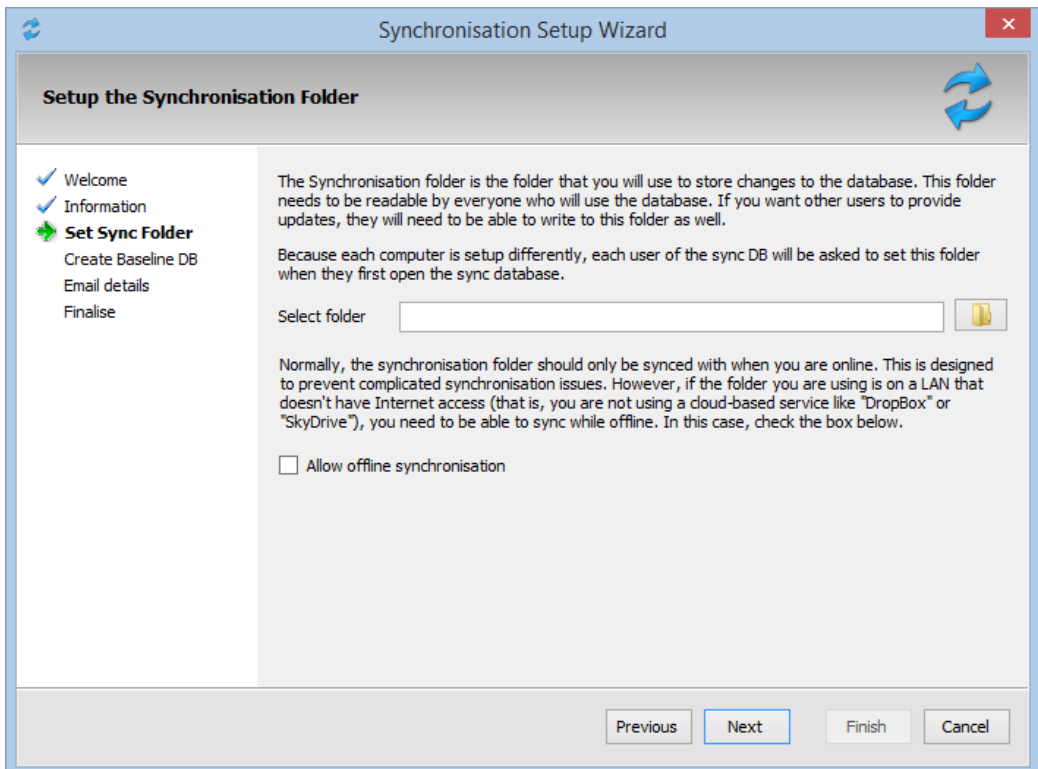 Synchronisation Setup Wizard
Setup the Synchronisation Folder
Welcome
Information
Set Sync Folder
Create Baseline DB
Email details
Finalise
The Synchronisation folder is the folder that you will use to store changes to the database. This folder
needs to be readable by everyone who will use the database. If you want other users to provide
updates, they will need to be able to write to this folder as well.
Because each computer is setup differently, each user of the sync DB will be asked to set this folder
when they first open the sync database.
Select folder
Normally, the synchronisation folder should only be synced with when you are online. This is designed
to prevent complicated synchronisation issues. However, if the folder you are using is on a LAN that
doesn't have Internet access (that is, you are not using a cloud-based service like "DropBox" or
"SkyDrive"), you need to be able to sync while offline. In this case, check the box below.
Allow offline synchronisation
Previous Next Finish Cancel